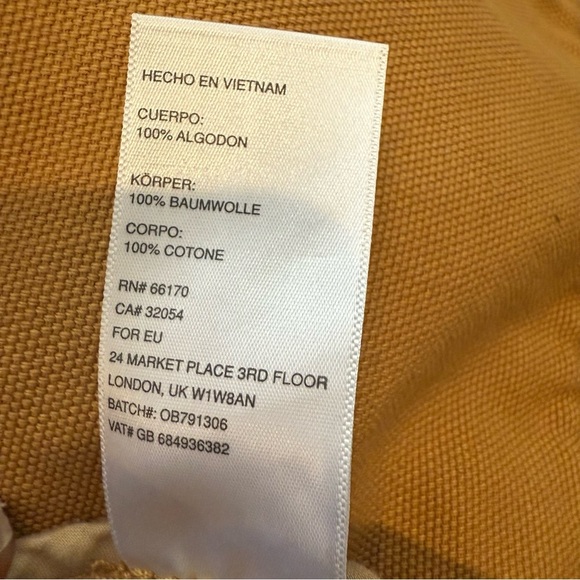 HECHO EN VIETNAM
CUERPO:
100% ALGODON
KÖRPER:
100% BAUMWOLLE
CORPO:
100% COTONE
RN# 66170
CA# 32054
FOR EU
24 MARKET PLACE 3RD FLOOR
LONDON, UK W1W8AN
BATCH#: OB791306
VAT# GB 684936382